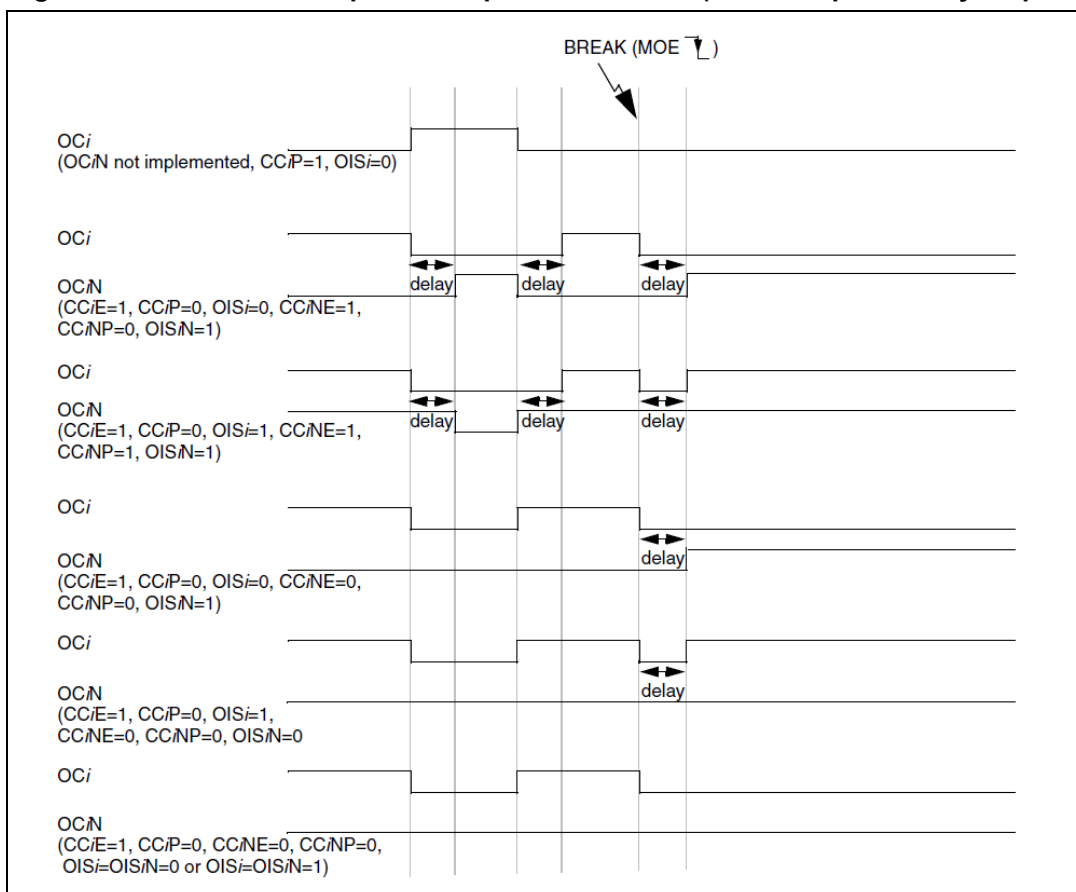 BREAK (MOE )
OCi
(OCiN not implemented, CCiP=1, OISi=0)
OCi
delay delay delay
OCiN
(CCiE=1, CCiP=0, OISi=0, CCiNE=1,
CCiNP=0, OISiN=1)
OCi
OCiN
delay delay delay
(CCiE=1, CCiP=0, OISi=1, CCiNE=1,
CCiNP=1, OISiN=1)
OCi
delay
OCiN
(CCiE=1, CCiP=0, OISi=0, CCiNE=0,
CCiNP=0, OISiN=1)
OCi
delay
OCiN
(CCiE=1, CCiP=0, OISi=1,
CCiNE=0, CCiNP=0, OISiN=0
OCi
OCiN
(CCiE=1, CCiP=0, CCiNE=0, CCiNP=0,
OISi=OISiN=0 or OISi=OISiN=1)